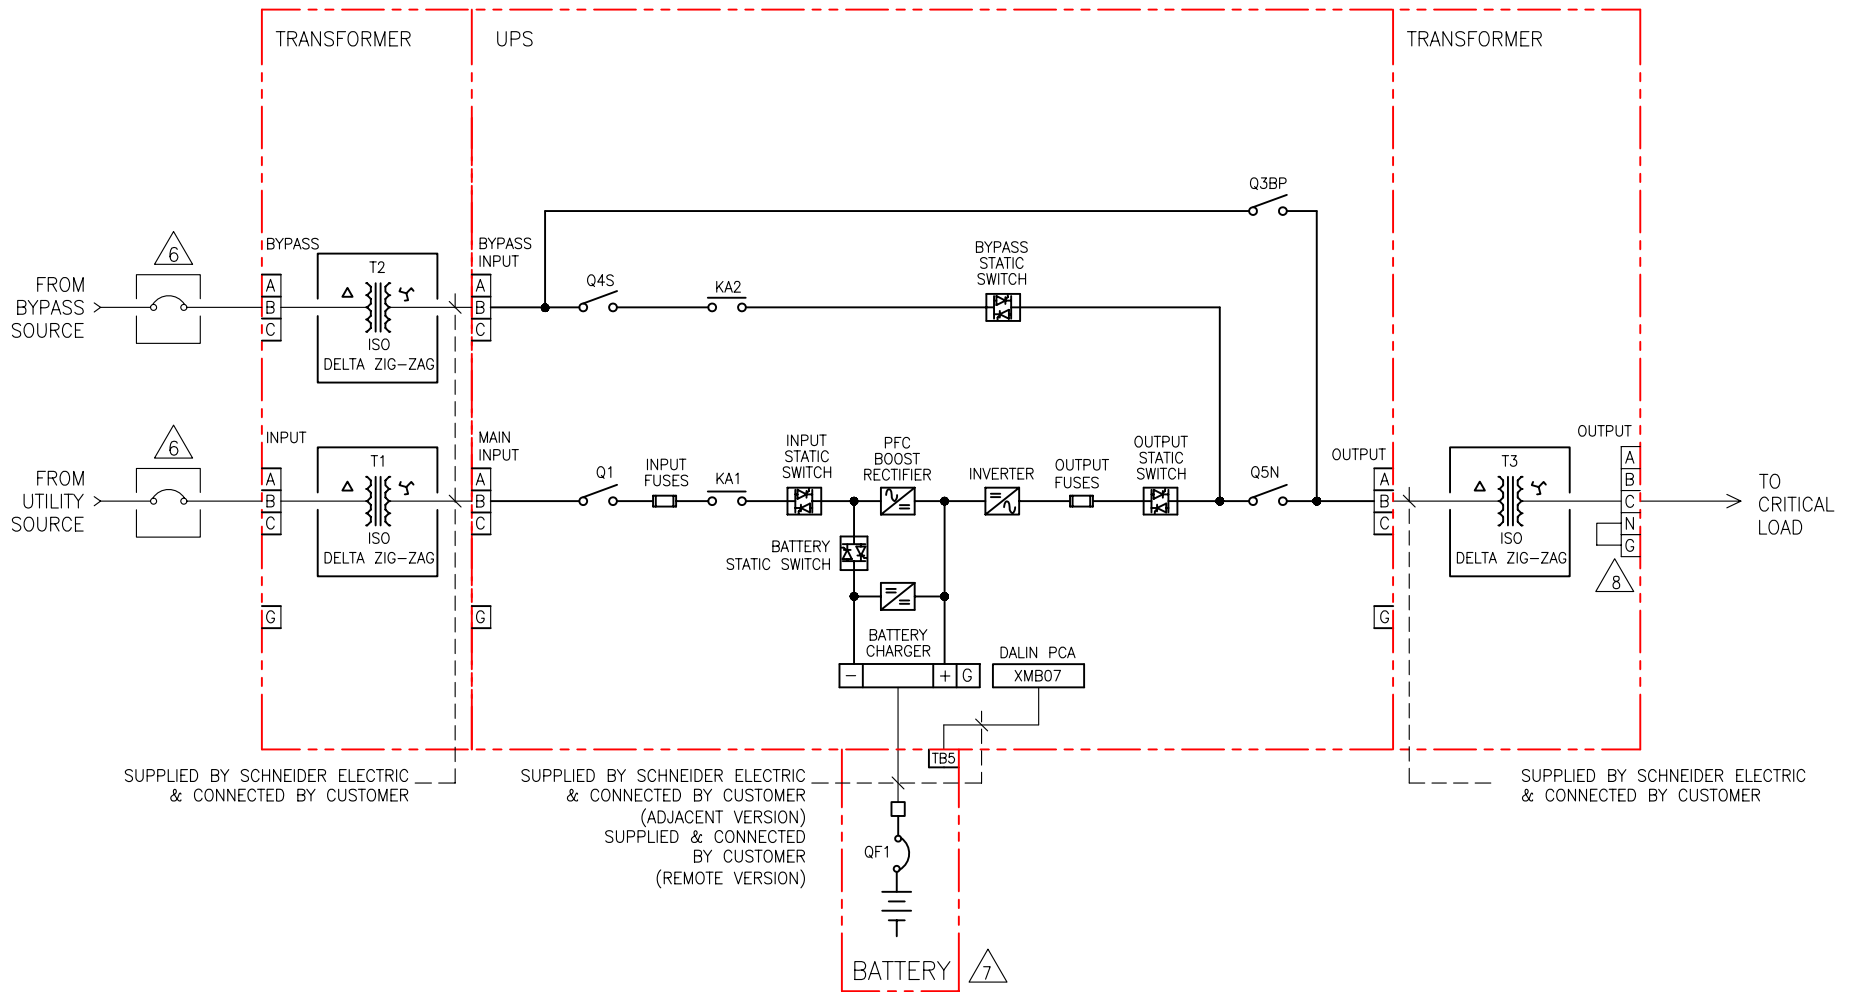 TRANSFORMER
UPS
TRANSFORMER
Q3BP
6
BYPASS
BYPASS
INPUT
BYPASS
STATIC
SWITCH
FROM
BYPASS
SOURCE
A
B
C
T2
ISO
DELTA ZIG-ZAG
A
B
C
Q4S
KA2
6
INPUT
MAIN
INPUT
FROM
UTILITY
SOURCE
A
B
C
T1
ISO
DELTA ZIG-ZAG
A
B
C
Q1
INPUT
FUSES
KA1
INPUT
STATIC
SWITCH
PFC
BOOST
RECTIFIER
INVERTER
OUTPUT
FUSES
OUTPUT
STATIC
SWITCH
Q5N
OUTPUT
A
B
C
T3
ISO
DELTA ZIG-ZAG
OUTPUT
A
B
C
N
G
TO
CRITICAL
LOAD
8
BATTERY
STATIC SWITCH
G
G
G
BATTERY
CHARGER
- + G
DALIN PCA
XMB07
TB5
SUPPLIED BY SCHNEIDER ELECTRIC
& CONNECTED BY CUSTOMER
SUPPLIED BY SCHNEIDER ELECTRIC
& CONNECTED BY CUSTOMER
(ADJACENT VERSION)
SUPPLIED & CONNECTED
BY CUSTOMER
(REMOTE VERSION)
SUPPLIED BY SCHNEIDER ELECTRIC
& CONNECTED BY CUSTOMER
QF1
BATTERY
7